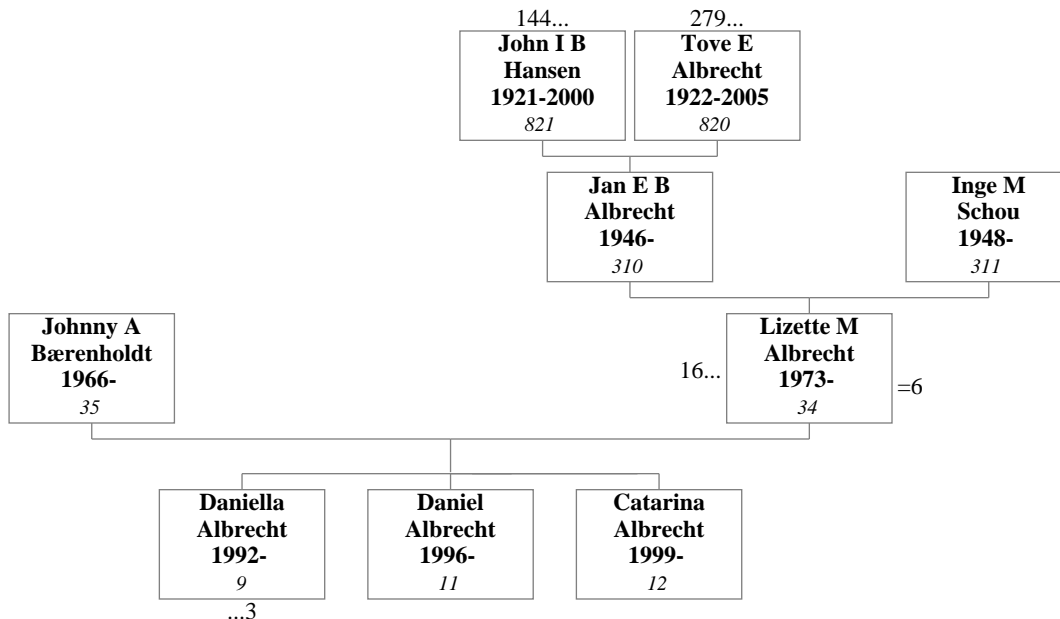 144...
279...
John I B
Hansen
1921-2000
821
Tove E
Albrecht
1922-2005
820
Jan E B
Albrecht
1946-
310
Inge M
Schou
1948-
311
Johnny A
Bærenholdt
1966-
35
16...
Lizette M
Albrecht
1973-
34
=6
Daniella
Albrecht
1992-
9
...3
Daniel
Albrecht
1996-
11
Catarina
Albrecht
1999-
12